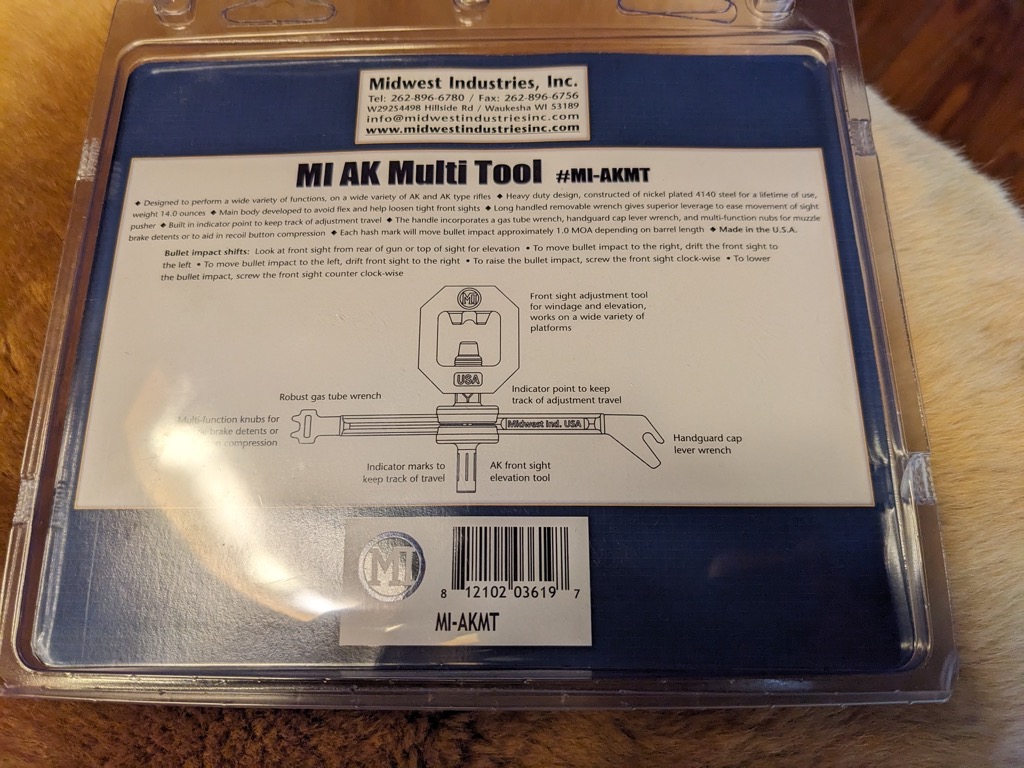 Midwest Industries, Inc.
Tel: 262-896-6780 / Fax: 262-896-6756
W292S4498 Hillside Rd / Waukesha WI 53189
info@midwestindustriesinc.com
www.midwestindustriesinc.com
MI AK Multi Tool #MI-AKMT
◆ Designed to perform a wide variety of functions, on a wide variety of AK and AK type rifles ◆ Heavy duty design, constructed of nickel plated 4140 steel for a lifetime of use,
weight 14.0 ounces ◆ Main body developed to avoid flex and help loosen tight front sights ◆ Long handled removable wrench gives superior leverage to ease movement of sight
pusher ◆ Built in indicator point to keep track of adjustment travel ◆ The handle incorporates a gas tube wrench, handguard cap lever wrench, and multi-function nubs for muzzle
brake detents or to aid in recoil button compression ◆ Each hash mark will move bullet impact approximately 1.0 MOA depending on barrel length ◆ Made in the U.S.A.
Bullet impact shifts: Look at front sight from rear of gun or top of sight for elevation • To move bullet impact to the right, drift the front sight to
the left • To move bullet impact to the left, drift front sight to the right • To raise the bullet impact, screw the front sight clock-wise • To lower
the bullet impact, screw the front sight counter clock-wise
MI
Front sight adjustment tool
for windage and elevation,
works on a wide variety of
platforms
USA
Robust gas tube wrench
Indicator point to keep
track of adjustment travel
Multi-function knubs for
brake detents or
compression
Midwest Ind. USA
Handguard cap
lever wrench
Indicator marks to
keep track of travel
AK front sight
elevation tool
MI
8 12102 03619 7
MI-AKMT